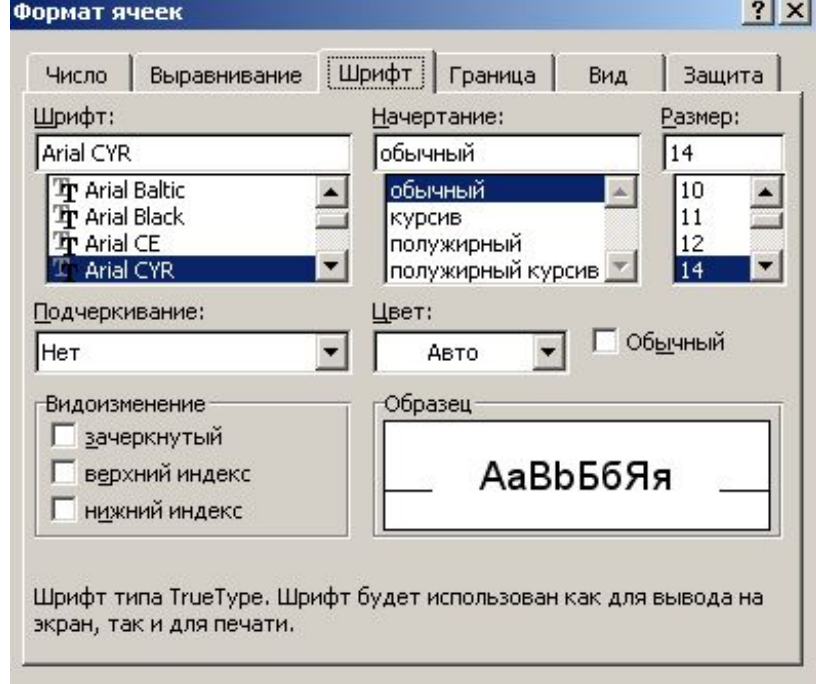 Формат ячеек
Число Выравнивание Шрифт Граница Вид Защита
Шрифт: Начертание: Размер:
Arial CYR обычный 14
Arial Baltic обычный 10
Arial Black курсив 11
Arial CE полужирный 12
Arial CYR полужирный курсив 14
Подчеркивание: Цвет:
Нет Авто Обычный
Видоизменение Образец
зачеркнутый
верхний индекс
нижний индекс
АаВbБбЯя
Шрифт типа TrueType. Шрифт будет использован как для вывода на
экран, так и для печати.